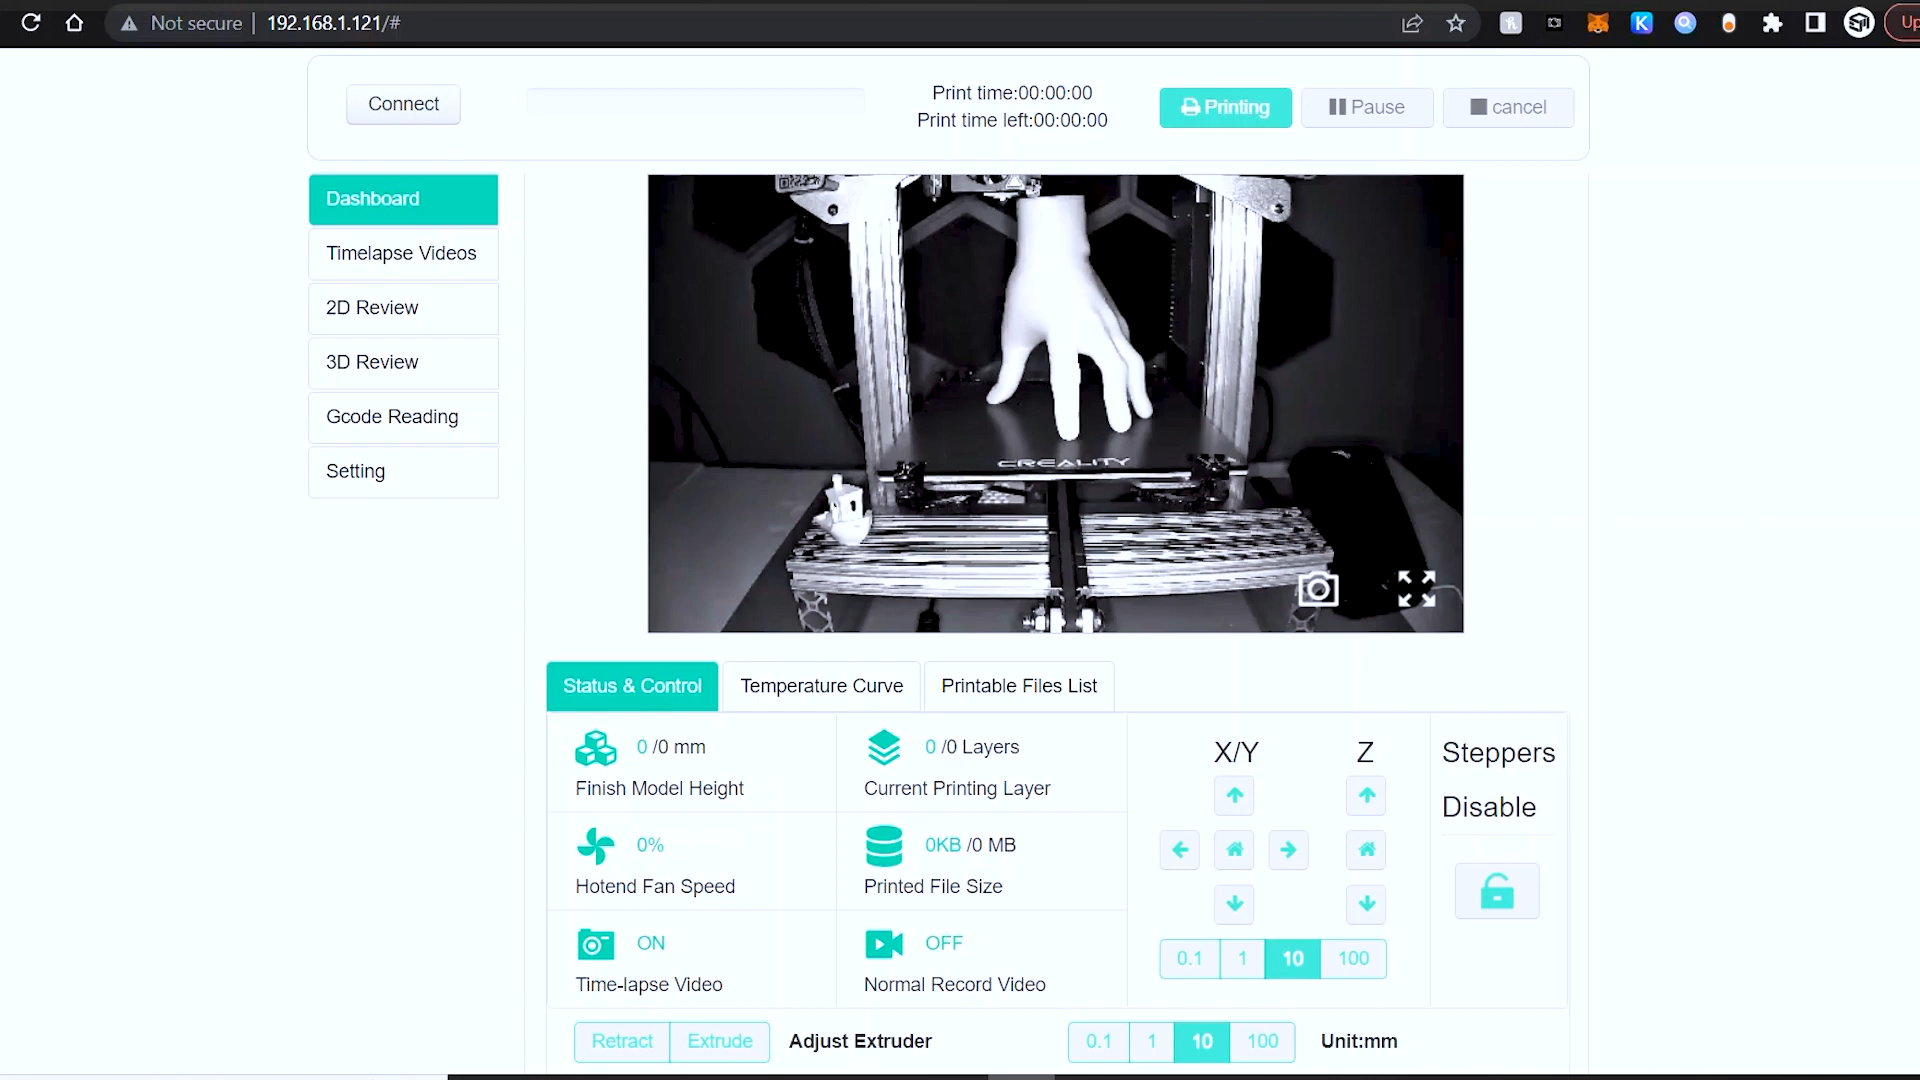 Not secure 192.168.1.121/#
Up
Connect
Print time:00:00:00
Print time left:00:00:00
Printing
Pause
cancel
Dashboard
Timelapse Videos
2D Review
3D Review
Gcode Reading
Setting
CREALITY
Status & Control
Temperature Curve
Printable Files List
0 /0 mm
Finish Model Height
0 /0 Layers
Current Printing Layer
0%
Hotend Fan Speed
0KB /0 MB
Printed File Size
ON
Time-lapse Video
OFF
Normal Record Video
X/Y
Z
0.1 1 10 100
Steppers
Disable
Retract Extrude Adjust Extruder 0.1 1 10 100 Unit:mm